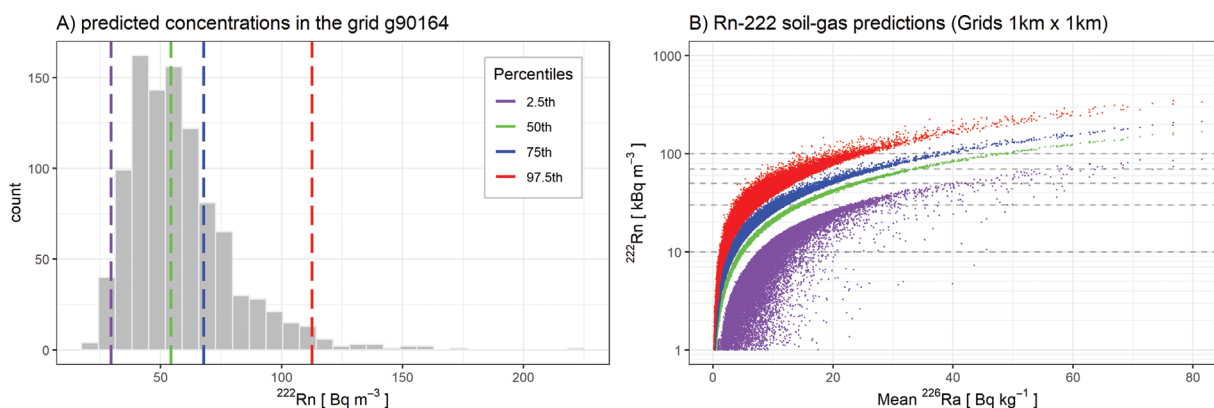 A) predicted concentrations in the grid g90164
150
100
50
0
count
50
100
150
200
²²²Rn [ Bq m⁻³ ]
Percentiles
2.5th
50th
75th
97.5th
B) Rn-222 soil-gas predictions (Grids 1km x 1km)
1000
100
10
1
²²²Rn [ kBq m⁻³ ]
0
20
40
60
80
Mean ²²⁶Ra [ Bq kg⁻¹ ]